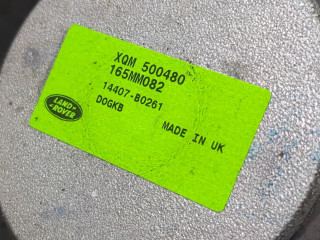 XQM 500480
165MM082
14407-B0261
DOGKB
MADE IN UK
LAND-
-ROVER